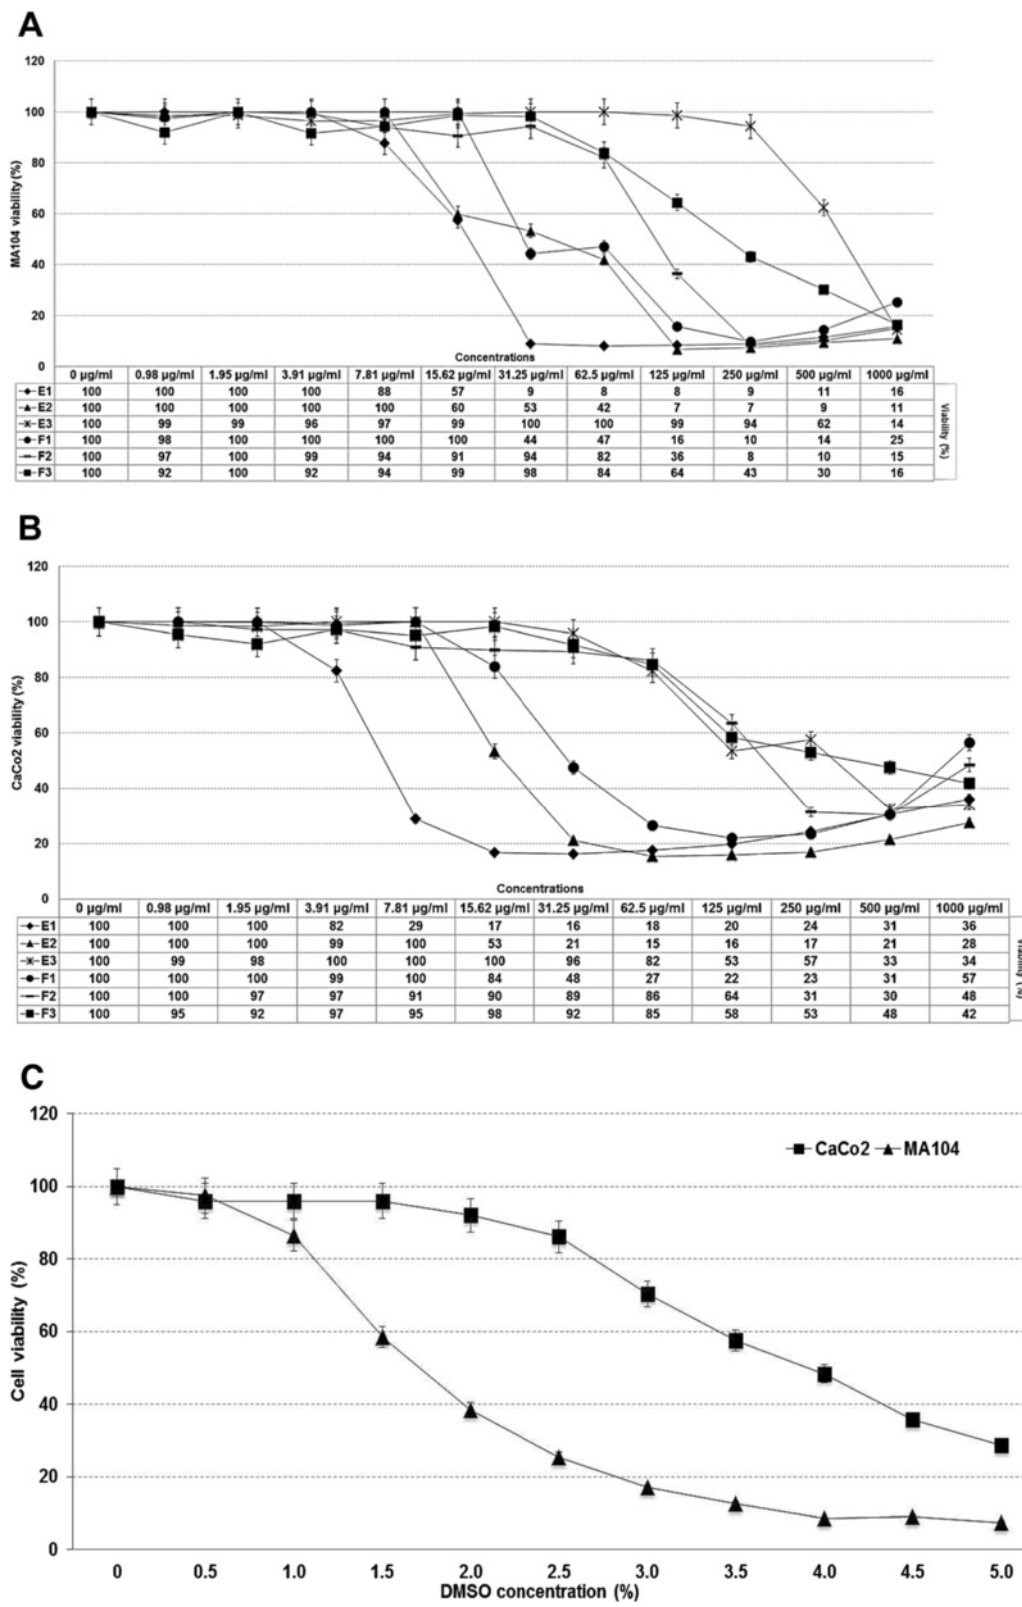 A
120
100
80
60
40
20
0
MA104 viability (%)
Concentrations
0 µg/ml 0.98 µg/ml 1.95 µg/ml 3.91 µg/ml 7.81 µg/ml 15.62 µg/ml 31.25 µg/ml 62.5 µg/ml 125 µg/ml 250 µg/ml 500 µg/ml 1000 µg/ml
E1 100 100 100 100 88 57 9 8 8 9 11 16
E2 100 100 100 100 100 60 53 42 7 7 9 11
E3 100 99 99 96 97 99 100 100 99 94 62 14
F1 100 98 100 100 100 100 44 47 16 10 14 25
F2 100 97 100 99 94 91 94 82 36 8 10 15
F3 100 92 100 92 94 99 98 84 64 43 30 16
Viability (%)
B
120
100
80
60
40
20
0
CaCo2 viability (%)
Concentrations
0 µg/ml 0.98 µg/ml 1.95 µg/ml 3.91 µg/ml 7.81 µg/ml 15.62 µg/ml 31.25 µg/ml 62.5 µg/ml 125 µg/ml 250 µg/ml 500 µg/ml 1000 µg/ml
E1 100 100 100 82 29 17 16 18 20 24 31 36
E2 100 100 100 99 100 53 21 15 16 17 21 28
E3 100 99 98 100 100 100 96 82 53 57 33 34
F1 100 100 100 99 100 84 48 27 22 23 31 57
F2 100 100 97 97 91 90 89 86 64 31 30 48
F3 100 95 92 97 95 98 92 85 58 53 48 42
Viability (%)
C
120
100
80
60
40
20
0
Cell viability (%)
CaCo2 MA104
0 0.5 1.0 1.5 2.0 2.5 3.0 3.5 4.0 4.5 5.0
DMSO concentration (%)